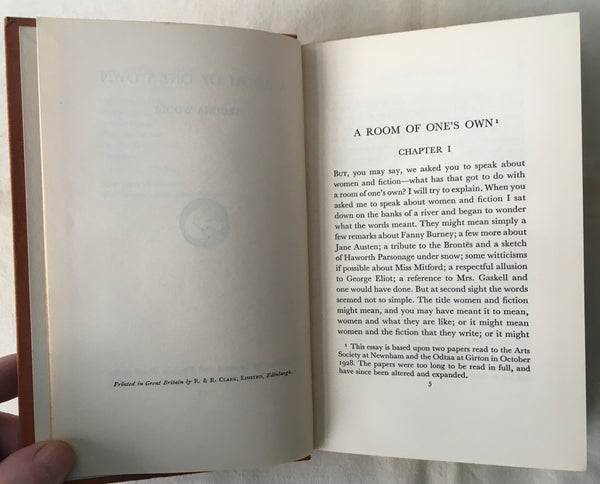 Printed in Great Britain by R. & R. CLARK, LIMITED, Edinburgh.
A ROOM OF ONE'S OWN¹
CHAPTER I
BUT, you may say, we asked you to speak about
women and fiction—what has that got to do with
a room of one's own? I will try to explain. When you
asked me to speak about women and fiction I sat
down on the banks of a river and began to wonder
what the words meant. They might mean simply a
few remarks about Fanny Burney; a few more about
Jane Austen; a tribute to the Brontës and a sketch
of Haworth Parsonage under snow; some witticisms
if possible about Miss Mitford; a respectful allusion
to George Eliot; a reference to Mrs. Gaskell and
one would have done. But at second sight the words
seemed not so simple. The title women and fiction
might mean, and you may have meant it to mean,
women and what they are like; or it might mean
women and the fiction that they write; or it might
¹ This essay is based upon two papers read to the Arts
Society at Newnham and the Odtaa at Girton in October
1928. The papers were too long to be read in full, and
have since been altered and expanded.
5